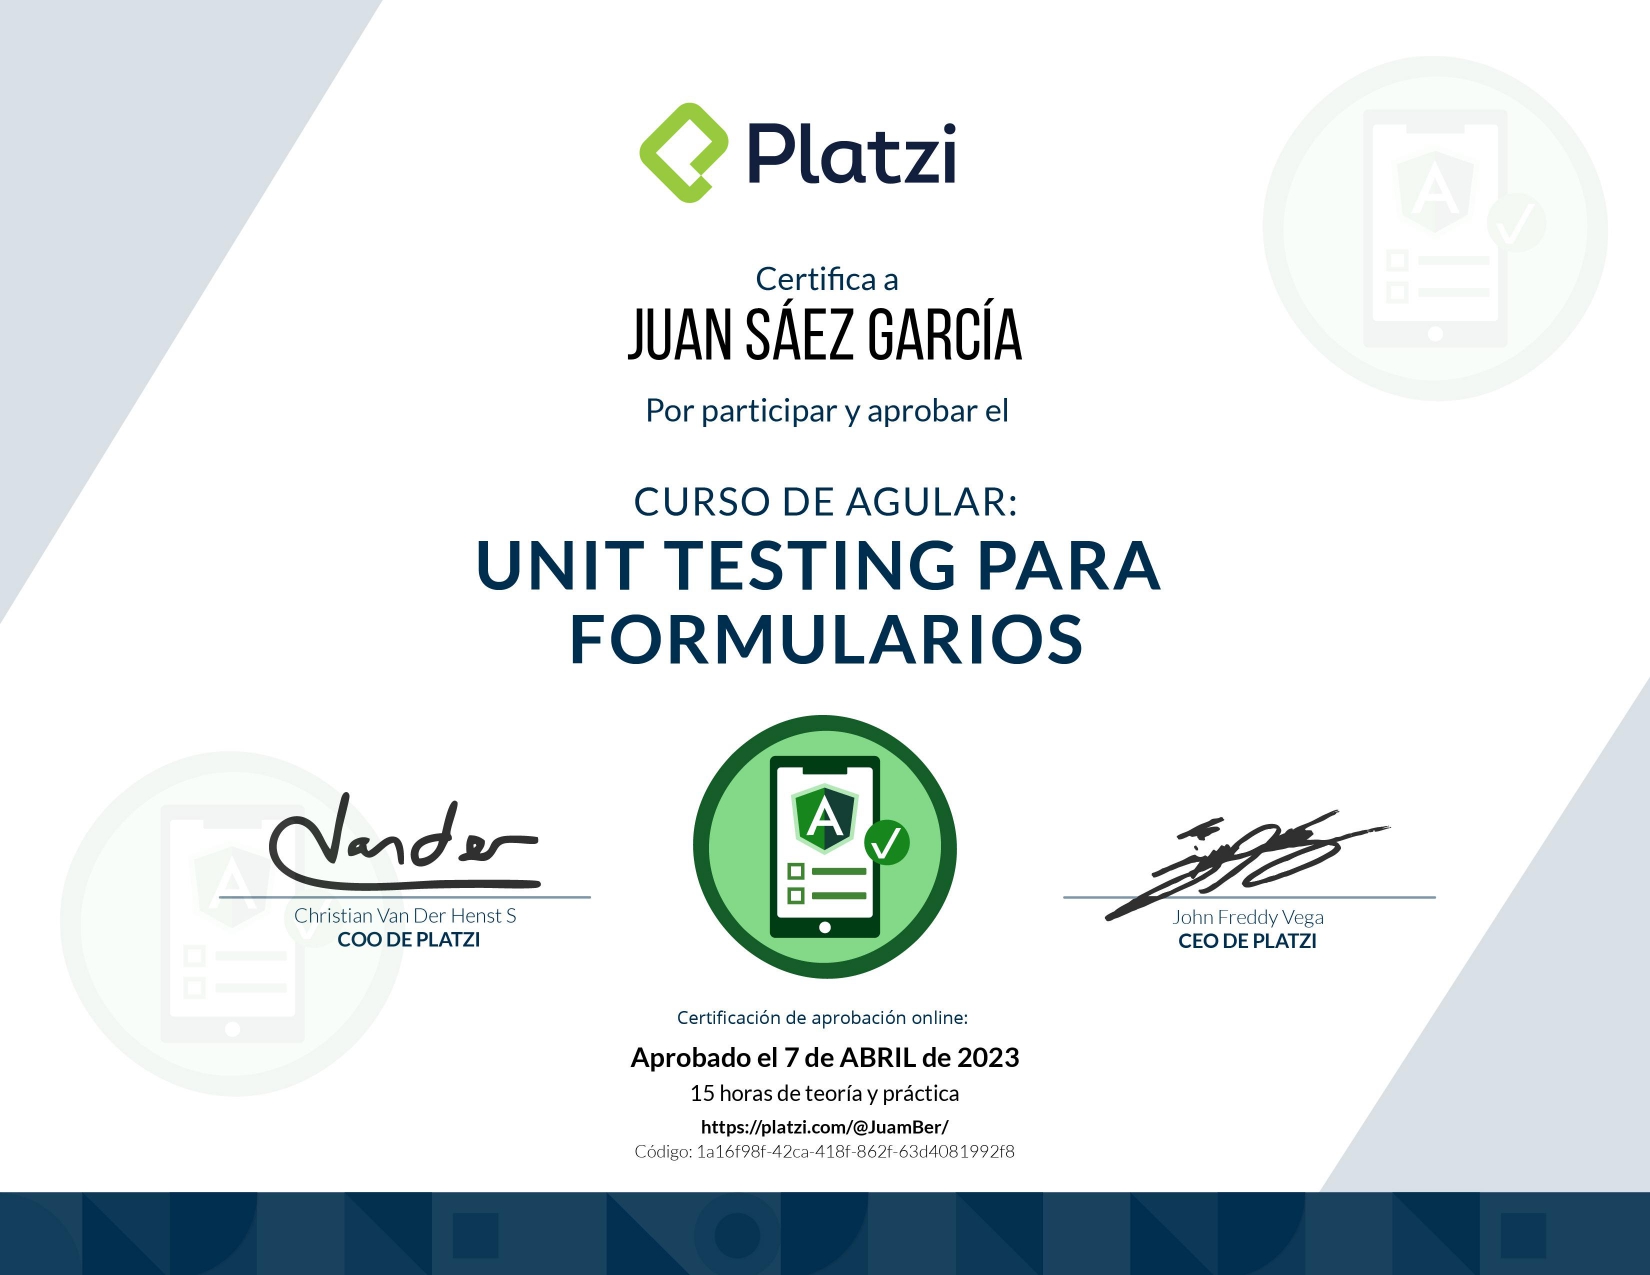 Platzi
Certifica a
JUAN SÁEZ GARCÍA
Por participar y aprobar el
CURSO DE AGULAR:
UNIT TESTING PARA
FORMULARIOS
Vander
Christian Van Der Henst S
COO DE PLATZI
John Freddy Vega
CEO DE PLATZI
Certificación de aprobación online:
Aprobado el 7 de ABRIL de 2023
15 horas de teoría y práctica
https://platzi.com/@JuamBer/
Código: 1a16f98f-42ca-418f-862f-63d4081992f8